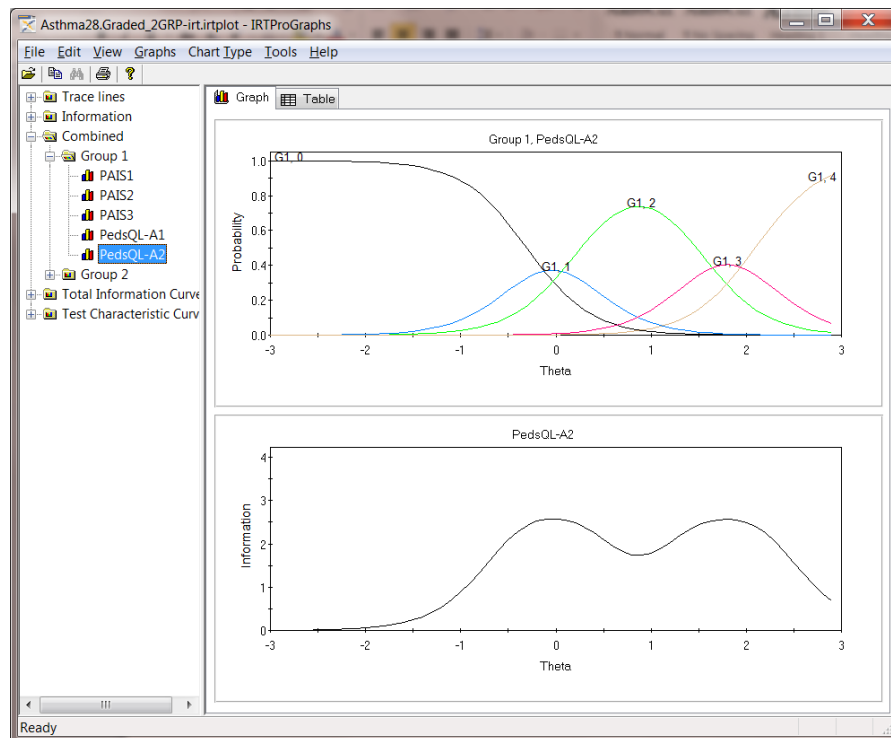 Asthma28.Graded_2GRP-irt.irtplot - IRTProGraphs
File Edit View Graphs Chart Type Tools Help
Trace lines
Information
Combined
Group 1
PAIS1
PAIS2
PAIS3
PedsQL-A1
PedsQL-A2
Group 2
Total Information Curve
Test Characteristic Curv
Graph Table
Group 1, PedsQL-A2
Probability
1.0
0.8
0.6
0.4
0.2
0.0
G1, 0
G1, 1
G1, 2
G1, 3
G1, 4
-3 -2 -1 0 1 2 3
Theta
PedsQL-A2
Information
4
3
2
1
0
-3 -2 -1 0 1 2 3
Theta
Ready